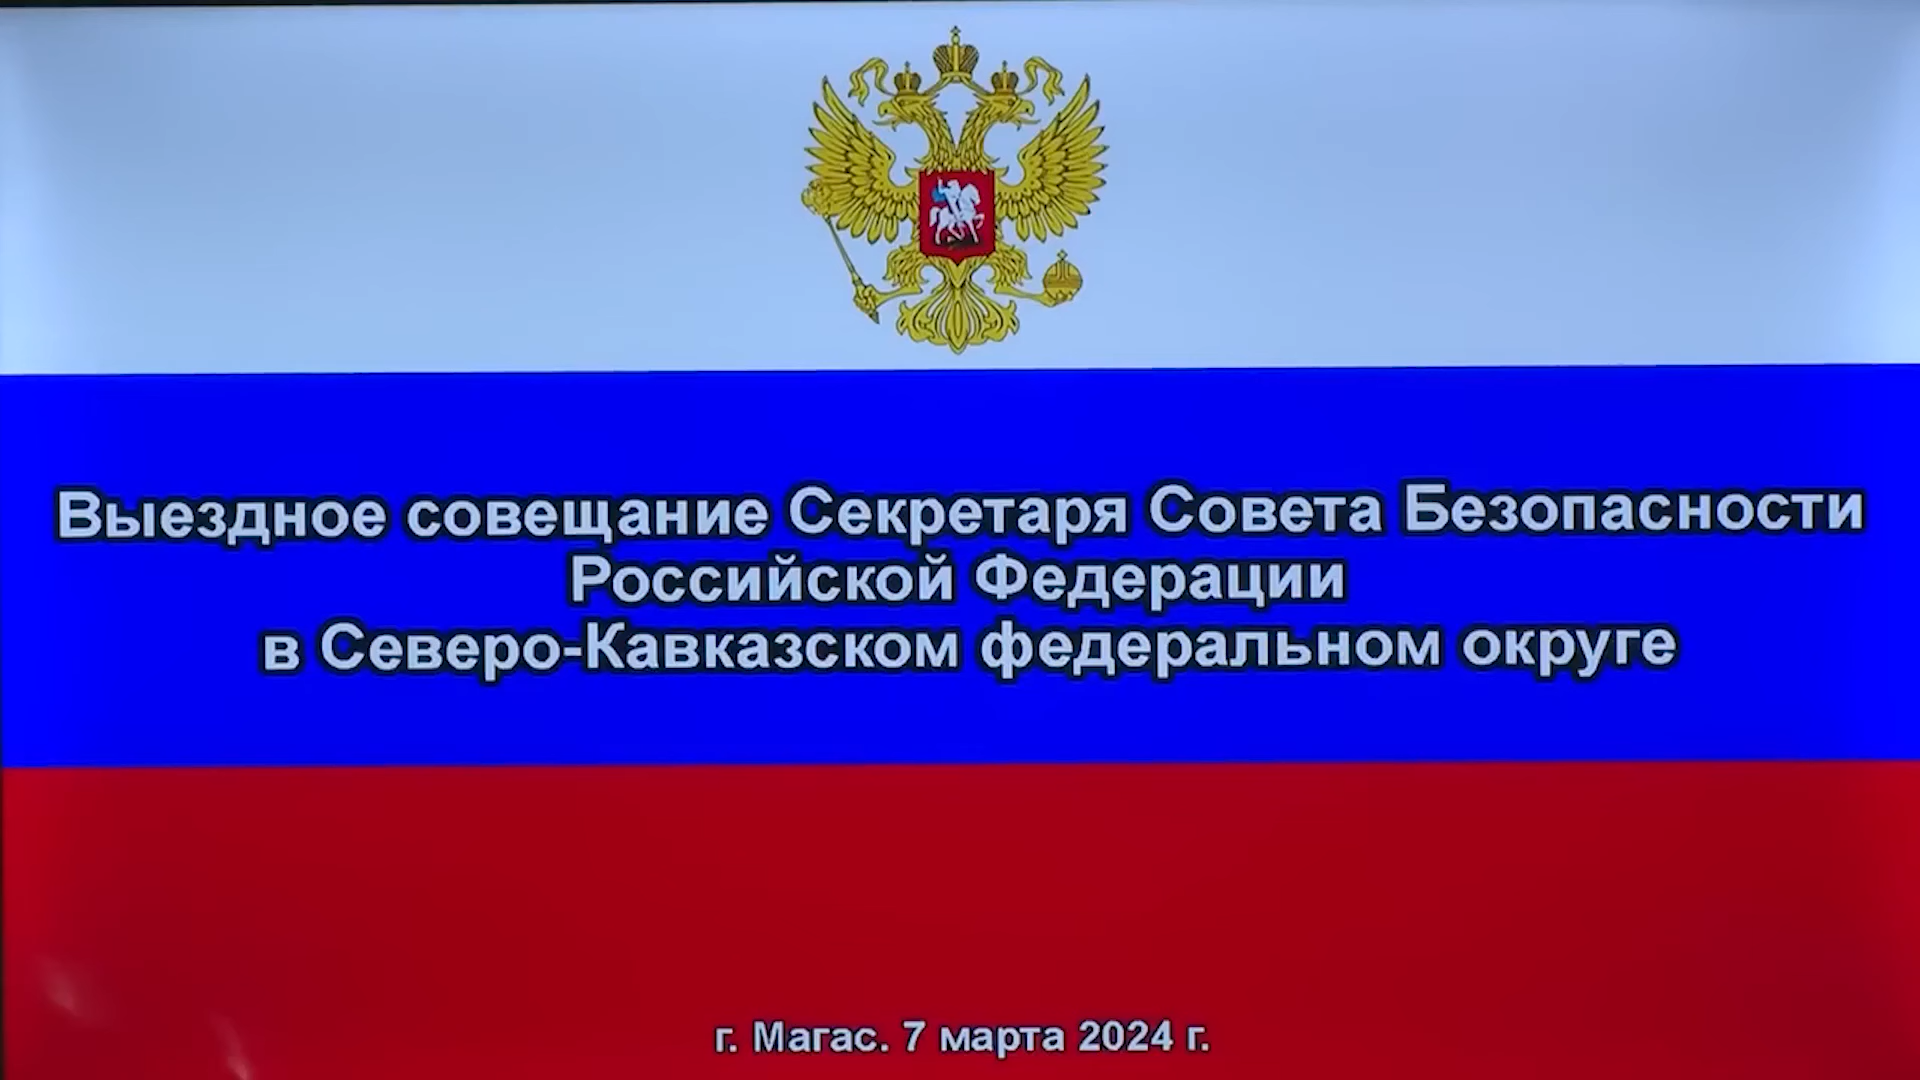 Выездное совещание Секретаря Совета Безопасности
Российской Федерации
в Северо-Кавказском федеральном округе
г. Магас. 7 марта 2024 г.